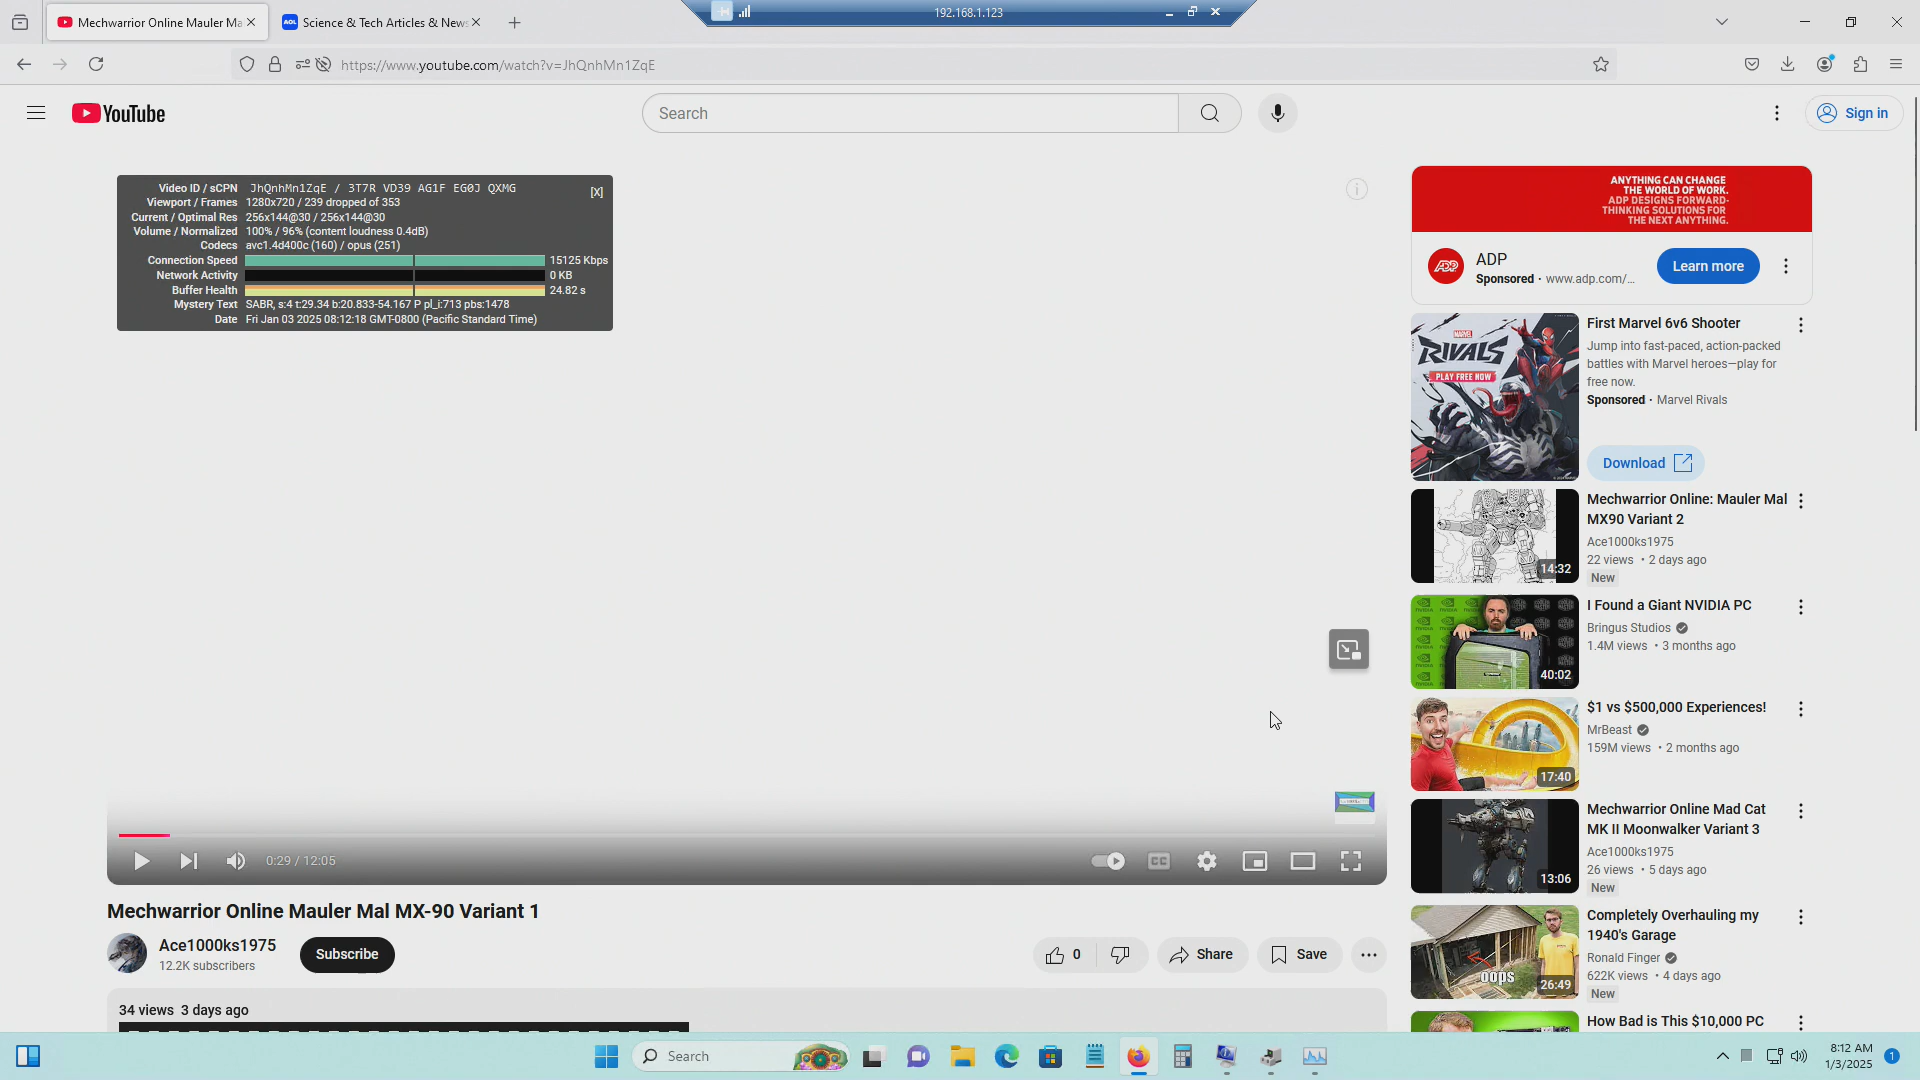 Mechwarrior Online Mauler Ma
Science & Tech Articles & News
192.168.1.123
https://www.youtube.com/watch?v=JhQnhMn1ZqE
YouTube
Search
Sign in
Video ID / sCPN JhQnhMn1ZqE / 3T7R VD39 AG1F EG0J QXMG
[X]
Viewport / Frames 1280x720 / 239 dropped of 353
Current / Optimal Res 256x144@30 / 256x144@30
Volume / Normalized 100% / 96% (content loudness 0.4dB)
Codecs avc1.4d400c (160) / opus (251)
Connection Speed 15125 Kbps
Network Activity 0 KB
Buffer Health 24.82 s
Mystery Text SABR, s:4 t:29.34 b:20.833-54.167 P pl_i:713 pbs:1478
Date Fri Jan 03 2025 08:12:18 GMT-0800 (Pacific Standard Time)
0:29 / 12:05
CC
Mechwarrior Online Mauler Mal MX-90 Variant 1
Ace1000ks1975
12.2K subscribers
Subscribe
0
Share
Save
34 views 3 days ago
ANYTHING CAN CHANGE
THE WORLD OF WORK.
ADP DESIGNS FORWARD-
THINKING SOLUTIONS FOR
THE NEXT ANYTHING.
ADP
ADP
Sponsored · www.adp.com/...
Learn more
MARVEL
RIVALS
PLAY FREE NOW
First Marvel 6v6 Shooter
Jump into fast-paced, action-packed
battles with Marvel heroes—play for
free now.
Sponsored · Marvel Rivals
Download
14:32
Mechwarrior Online: Mauler Mal
MX90 Variant 2
Ace1000ks1975
22 views • 2 days ago
New
40:02
I Found a Giant NVIDIA PC
Bringus Studios
1.4M views • 3 months ago
17:40
$1 vs $500,000 Experiences!
MrBeast
159M views • 2 months ago
13:06
Mechwarrior Online Mad Cat
MK II Moonwalker Variant 3
Ace1000ks1975
26 views • 5 days ago
New
oops
26:49
Completely Overhauling my
1940's Garage
Ronald Finger
622K views • 4 days ago
New
How Bad is This $10,000 PC
Search
8:12 AM
1/3/2025
1